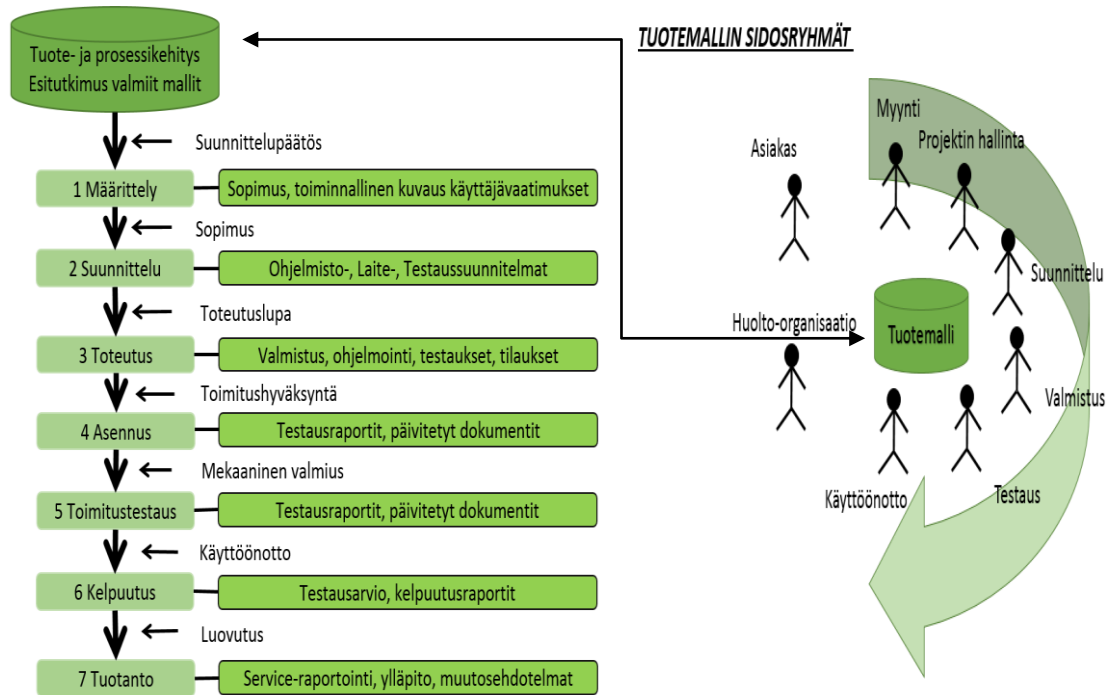 Tuote- ja prosessikehitys
Esitutkimus valmiit mallit
Suunnittelupäätös
1 Määrittely
Sopimus, toiminnallinen kuvaus käyttäjävaatimukset
Sopimus
2 Suunnittelu
Ohjelmisto-, Laite-, Testaussuunnitelmat
Toteutuslupa
3 Toteutus
Valmistus, ohjelmointi, testaukset, tilaukset
Toimitushyväksyntä
4 Asennus
Testausraportit, päivitetyt dokumentit
Mekaaninen valmius
5 Toimitustestaus
Testausraportit, päivitetyt dokumentit
Käyttöönotto
6 Kelpuutus
Testausarvio, kelpuutusraportit
Luovutus
7 Tuotanto
Service-raportointi, ylläpito, muutosehdotelmat
TUOTEMALLIN SIDOSRYHMÄT
Asiakas
Myynti
Projektin hallinta
Suunnittelu
Huolto-organisaatio
Tuotemalli
Valmistus
Käyttöönotto
Testaus